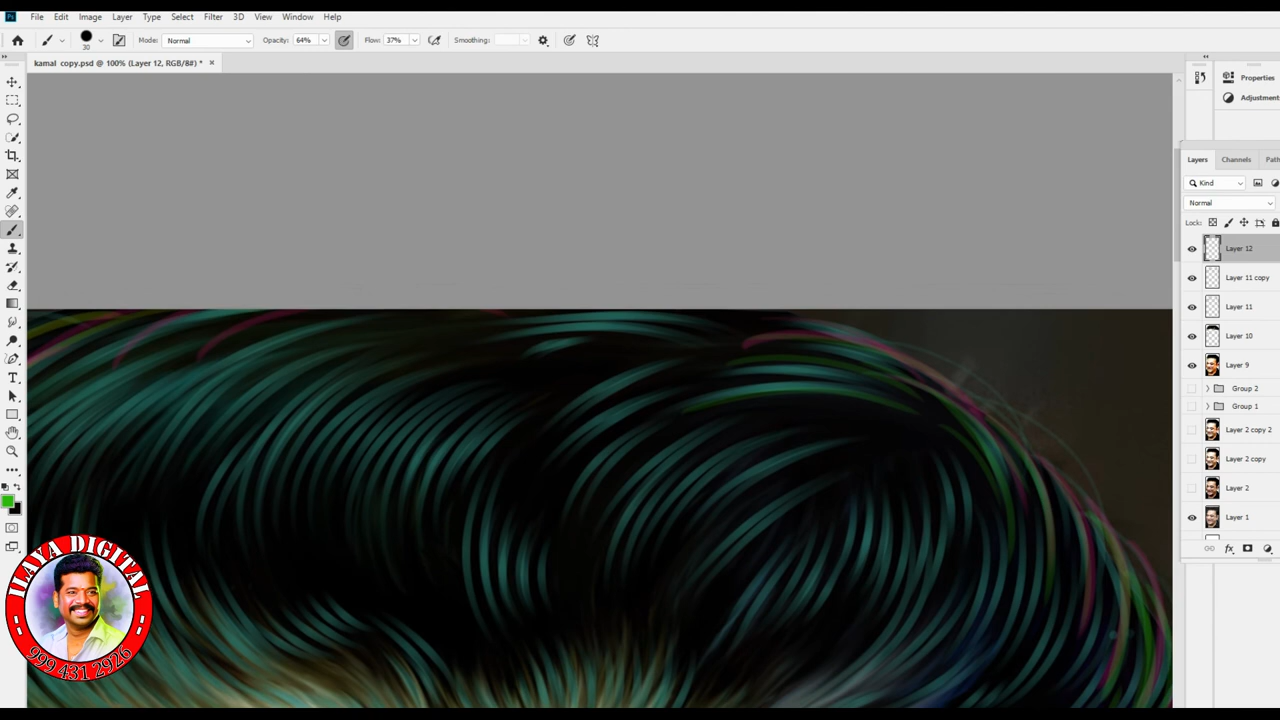 Ps File Edit Image Layer Type Select Filter 3D View Window Help
30 Mode: Normal Opacity: 64% Flow: 37% Smoothing:
kamal copy.psd @ 100% (Layer 12, RGB/8#) * ×
Properties
Adjustment
Layers Channels Path
Kind
Normal
Lock:
Layer 12
Layer 11 copy
Layer 11
Layer 10
Layer 9
Group 2
Group 1
Layer 2 copy 2
Layer 2 copy
Layer 2
Layer 1
fx
ILAYA DIGITAL
999 431 2926